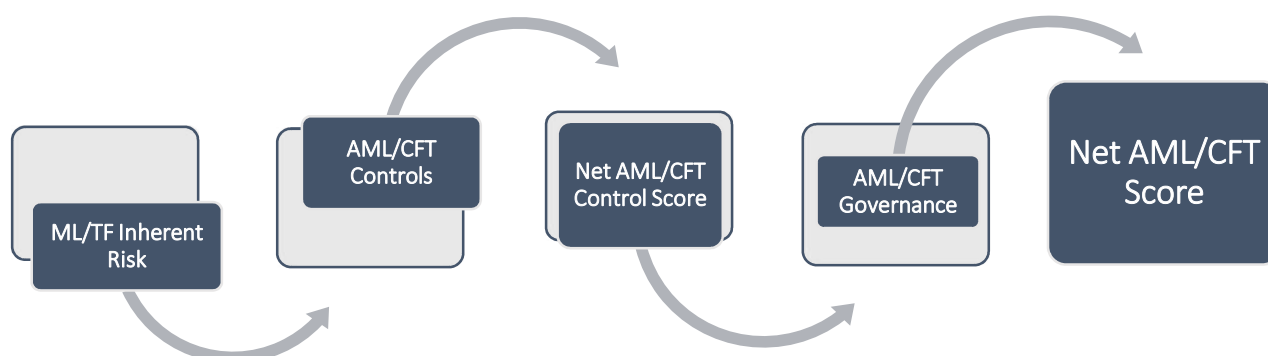 ML/TF Inherent
Risk
AML/CFT
Controls
Net AML/CFT
Control Score
AML/CFT
Governance
Net AML/CFT
Score